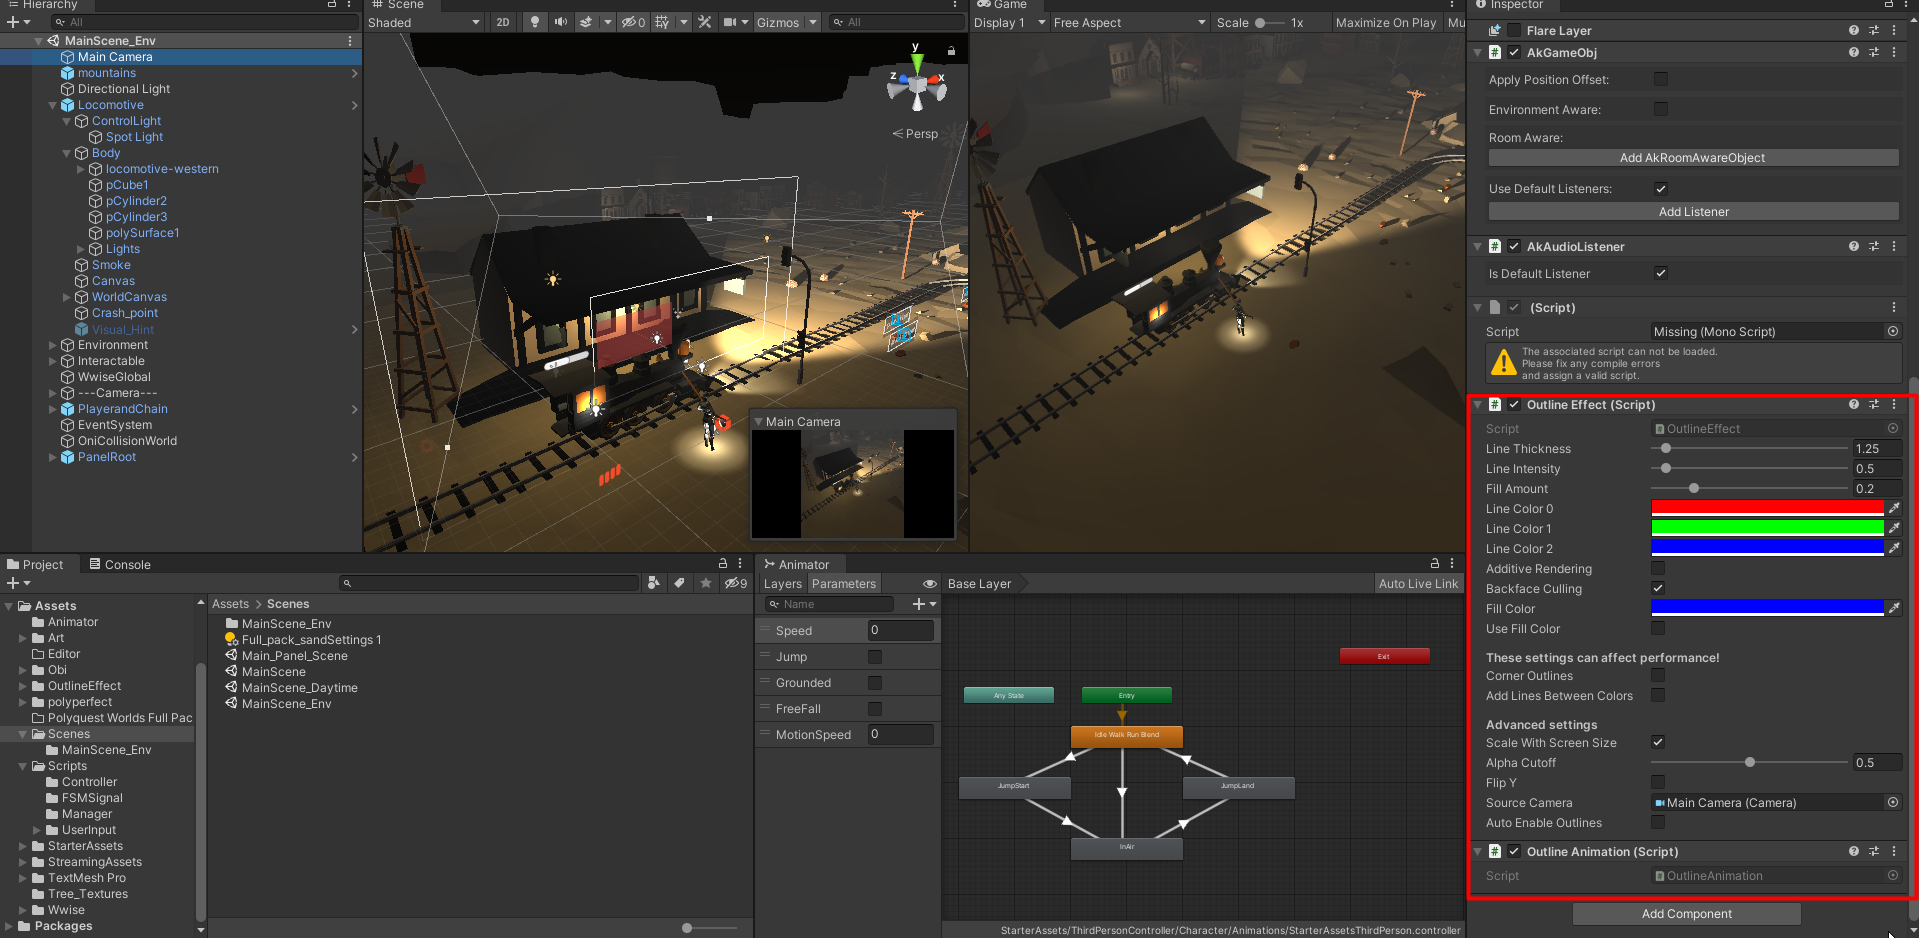 Hierarchy
All
MainScene_Env
Main Camera
mountains
Directional Light
Locomotive
ControlLight
Spot Light
Body
locomotive-western
pCube1
pCylinder2
pCylinder3
polySurface1
Lights
Smoke
Canvas
WorldCanvas
Crash_point
Visual_Hint
Environment
Interactable
WwiseGlobal
---Camera---
PlayerandChain
EventSystem
OniCollisionWorld
PanelRoot
Scene
Shaded
2D
0
Gizmos
All
y
z
x
Persp
Main Camera
Game
Display 1
Free Aspect
Scale
1x
Maximize On Play
Mu
Inspector
Flare Layer
AkGameObj
Apply Position Offset:
Environment Aware:
Room Aware:
Add AkRoomAwareObject
Use Default Listeners:
Add Listener
AkAudioListener
Is Default Listener
(Script)
Script
Missing (Mono Script)
The associated script can not be loaded.
Please fix any compile errors
and assign a valid script.
Outline Effect (Script)
Script
OutlineEffect
Line Thickness
1.25
Line Intensity
0.5
Fill Amount
0.2
Line Color 0
Line Color 1
Line Color 2
Additive Rendering
Backface Culling
Fill Color
Use Fill Color
These settings can affect performance!
Corner Outlines
Add Lines Between Colors
Advanced settings
Scale With Screen Size
Alpha Cutoff
0.5
Flip Y
Source Camera
Main Camera (Camera)
Auto Enable Outlines
Outline Animation (Script)
Script
OutlineAnimation
Add Component
Project
Console
9
Assets
Animator
Art
Editor
Obi
OutlineEffect
polyperfect
Polyquest Worlds Full Pac
Scenes
MainScene_Env
Scripts
Controller
FSMSignal
Manager
UserInput
StarterAssets
StreamingAssets
TextMesh Pro
Tree_Textures
Wwise
Packages
Assets > Scenes
MainScene_Env
Full_pack_sandSettings 1
Main_Panel_Scene
MainScene
MainScene_Daytime
MainScene_Env
Animator
Layers
Parameters
Base Layer
Auto Live Link
Name
Speed
0
Jump
Grounded
FreeFall
MotionSpeed
0
Exit
Any State
Entry
Idle Walk Run Blend
JumpStart
JumpLand
InAir
StarterAssets/ThirdPersonController/Character/Animations/StarterAssetsThirdPerson.controller